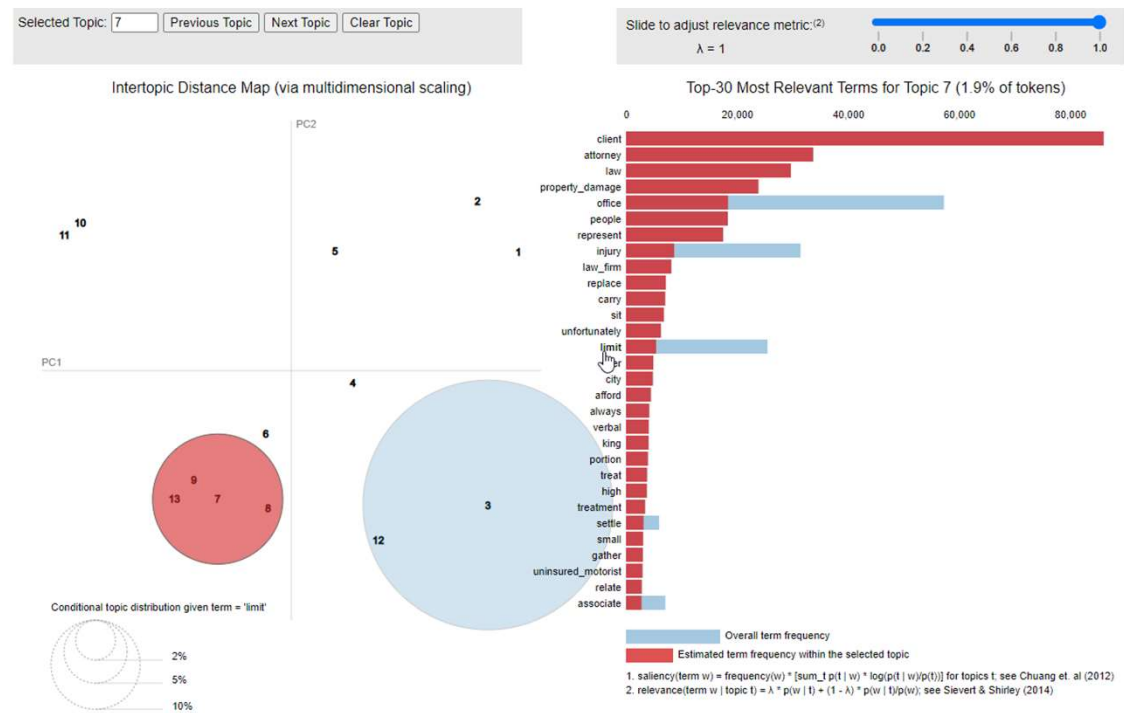 Selected Topic: 7 Previous Topic Next Topic Clear Topic
Slide to adjust relevance metric:(2)
λ = 1
0.0 0.2 0.4 0.6 0.8 1.0
Intertopic Distance Map (via multidimensional scaling)
PC2
PC1
2
10
11
5
1
4
6
9
13
7
8
3
12
Conditional topic distribution given term = 'limit'
2%
5%
10%
Top-30 Most Relevant Terms for Topic 7 (1.9% of tokens)
0 20,000 40,000 60,000 80,000
client
attorney
law
property_damage
office
people
represent
injury
law_firm
replace
carry
sit
unfortunately
limit
city
afford
always
verbal
king
portion
treat
high
treatment
settle
small
gather
uninsured_motorist
relate
associate
Overall term frequency
Estimated term frequency within the selected topic
1. saliency(term w) = frequency(w) * [sum_t p(t | w) * log(p(t | w)/p(t))] for topics t; see Chuang et. al (2012)
2. relevance(term w | topic t) = λ * p(w | t) + (1 - λ) * p(w | t)/p(w); see Sievert & Shirley (2014)